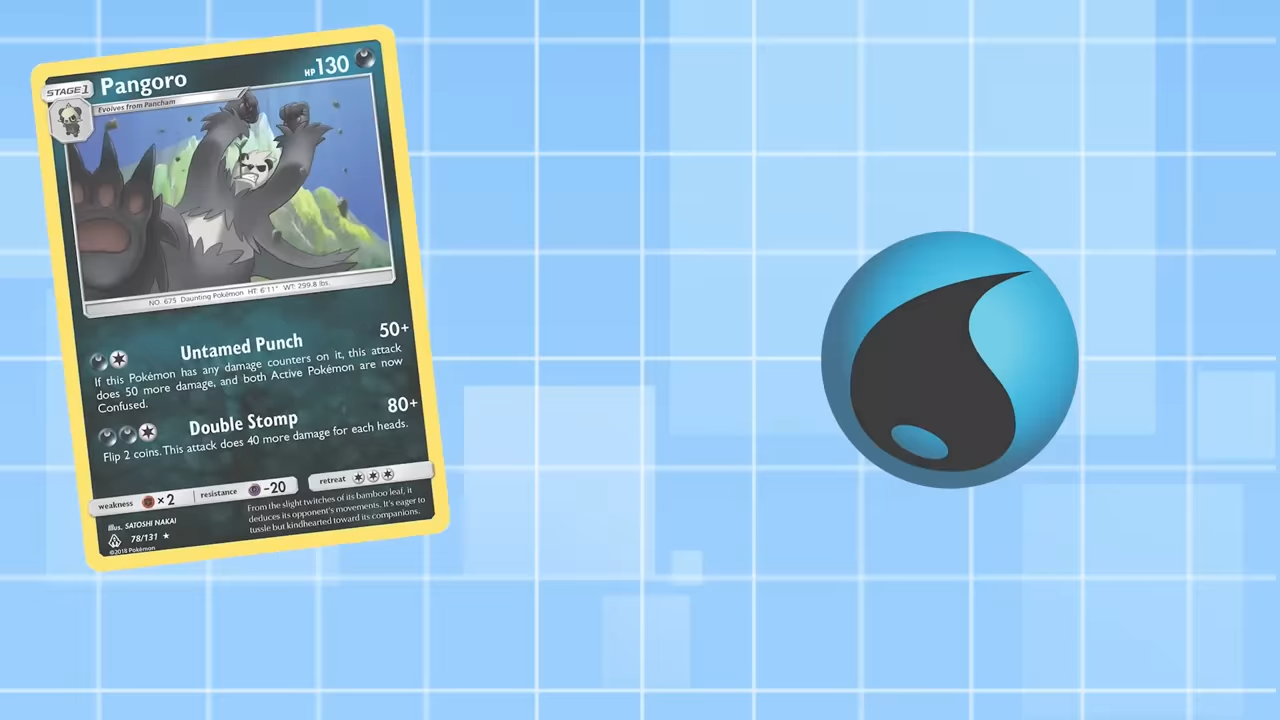 STAGE 1
Pangoro
HP 130
Evolves from Pancham
NO. 675 Daunting Pokémon HT: 6'11" WT: 299.8 lbs.
Untamed Punch 50+
If this Pokémon has any damage counters on it, this attack
does 50 more damage, and both Active Pokémon are now
Confused.
Double Stomp 80+
Flip 2 coins. This attack does 40 more damage for each heads.
weakness ×2 resistance -20 retreat
Illus. SATOSHI NAKAI
78/131 ★
©2018 Pokémon
From the slight twitches of its bamboo leaf, it
deduces its opponent's movements. It's eager to
tussle but kindhearted toward its companions.